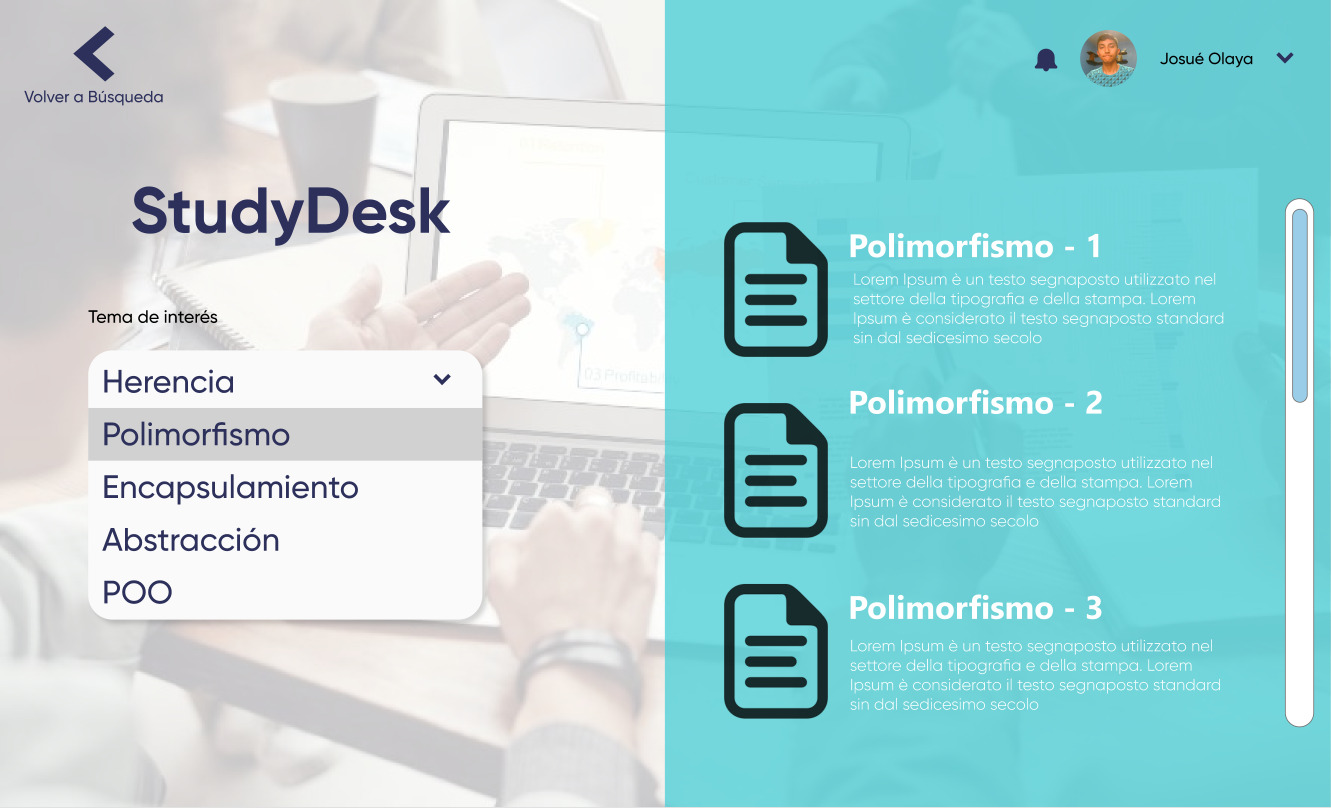 Volver a Búsqueda
Josué Olaya
StudyDesk
Tema de interés
Herencia
Polimorfismo
Encapsulamiento
Abstracción
POO
03 Profitabi
Polimorfismo - 1
Lorem Ipsum è un testo segnaposto utilizzato nel
settore della tipografia e della stampa. Lorem
Ipsum è considerato il testo segnaposto standard
sin dal sedicesimo secolo
Polimorfismo - 2
Lorem Ipsum è un testo segnaposto utilizzato nel
settore della tipografia e della stampa. Lorem
Ipsum è considerato il testo segnaposto standard
sin dal sedicesimo secolo
Polimorfismo - 3
Lorem Ipsum è un testo segnaposto utilizzato nel
settore della tipografia e della stampa. Lorem
Ipsum è considerato il testo segnaposto standard
sin dal sedicesimo secolo